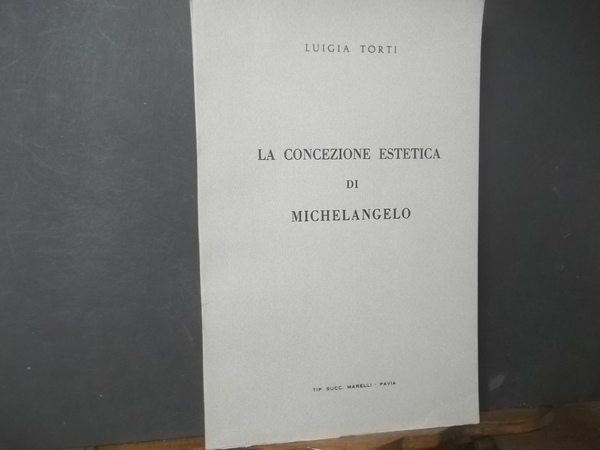 LUIGIA TORTI
LA CONCEZIONE ESTETICA
DI
MICHELANGELO
TIP. SUCC. MARELLI - PAVIA